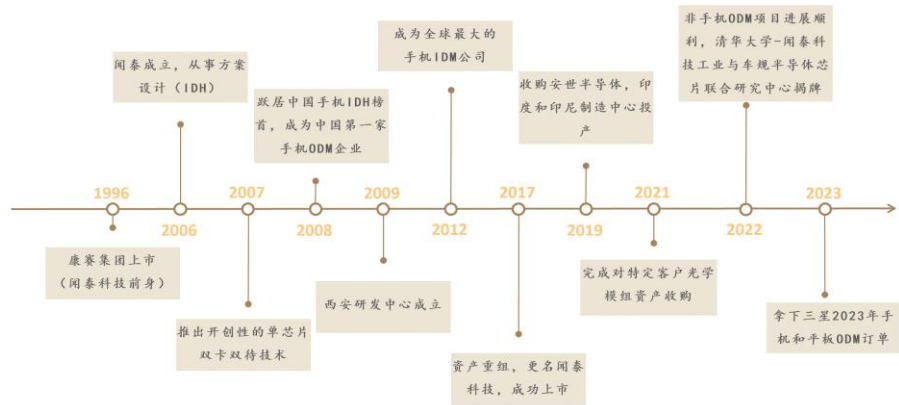 非手机ODM项目进展顺
利，清华大学-闻泰科
技工业与车规半导体芯
片联合研究中心揭牌
成为全球最大的
手机IDM公司
闻泰成立，从事方案
设计（IDH）
收购安世半导体，印
度和印尼制造中心投
产
跃居中国手机IDH榜
首，成为中国第一家
手机ODM企业
1996
2006
2007
2008
2009
2012
2017
2019
2021
2022
2023
康赛集团上市
（闻泰科技前身）
推出开创性的单芯片
双卡双待技术
西安研发中心成立
资产重组，更名闻泰
科技，成功上市
完成对特定客户光学
模组资产收购
拿下三星2023年手
机和平板ODM订单